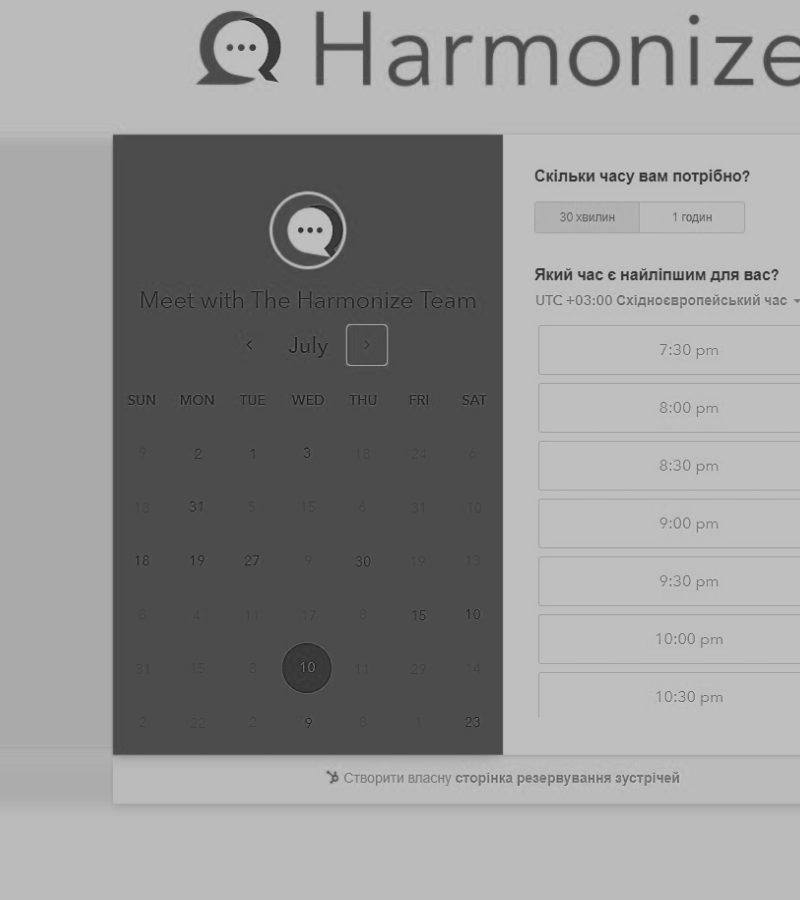 Harmonize
Meet with The Harmonize Team
July
SUN MON TUE WED THU FRI SAT
9 2 1 3 18 24 6
18 31 5 15 6 31 10
18 19 27 9 30 19 13
6 4 11 17 8 15 10
31 15 8 10 11 29 14
2 22 2 9 8 1 23
Скільки часу вам потрібно?
30 хвилин 1 годин
Який час є найліпшим для вас?
UTC +03:00 Східноєвропейський час
7:30 pm
8:00 pm
8:30 pm
9:00 pm
9:30 pm
10:00 pm
10:30 pm
Створити власну сторінка резервування зустрічей